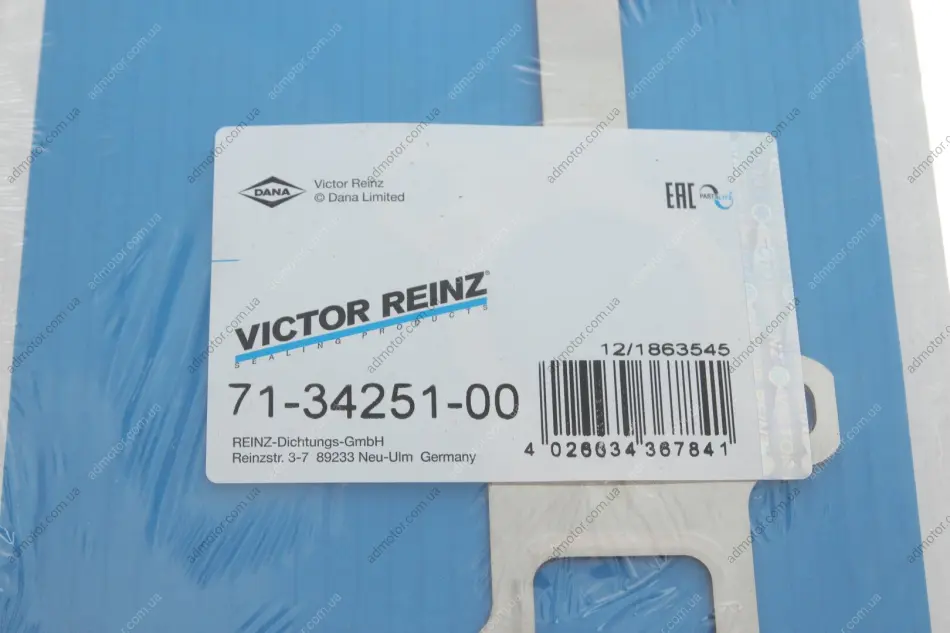 DANA
Victor Reinz
© Dana Limited
EAC
PART
VICTOR REINZ®
SEALING PRODUCTS
12/1863545
71-34251-00
4 026634 367841
REINZ-Dichtungs-GmbH
Reinzstr. 3-7 89233 Neu-Ulm Germany
admotor.com.ua